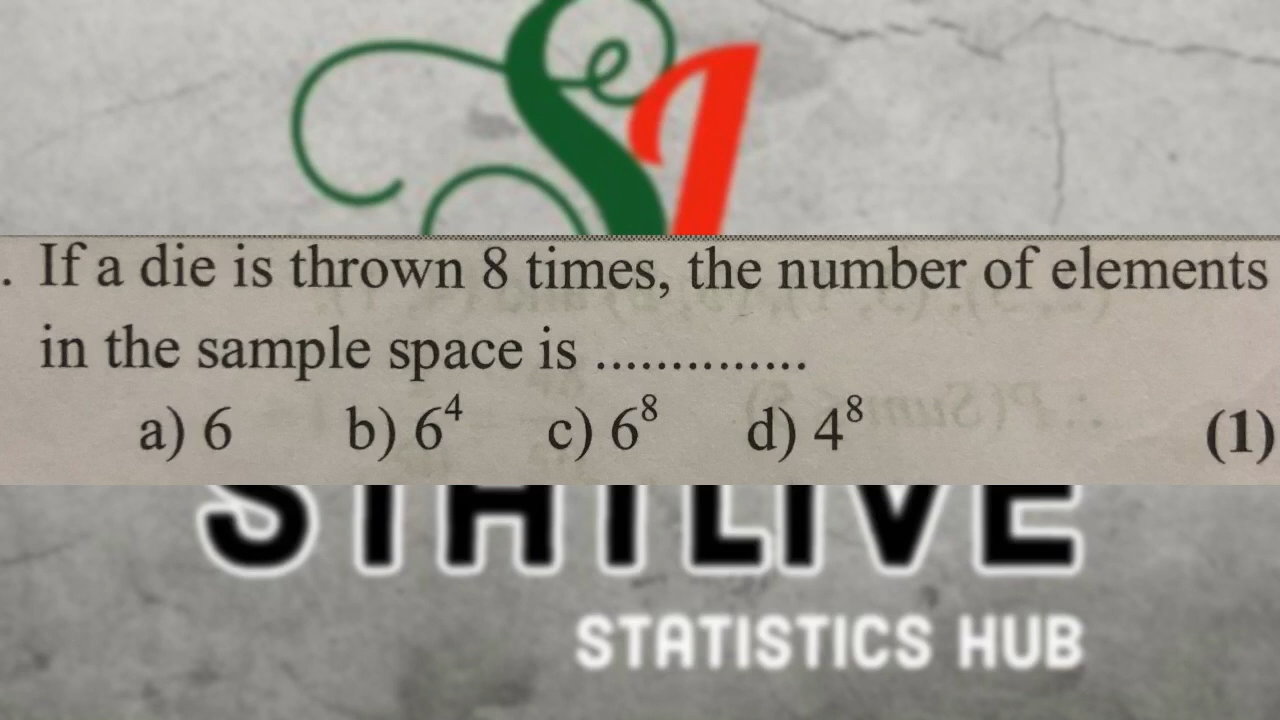 . If a die is thrown 8 times, the number of elements
in the sample space is ..............
a) 6 b) 6⁴ c) 6⁸ d) 4⁸ (1)
STATLIVE
STATISTICS HUB